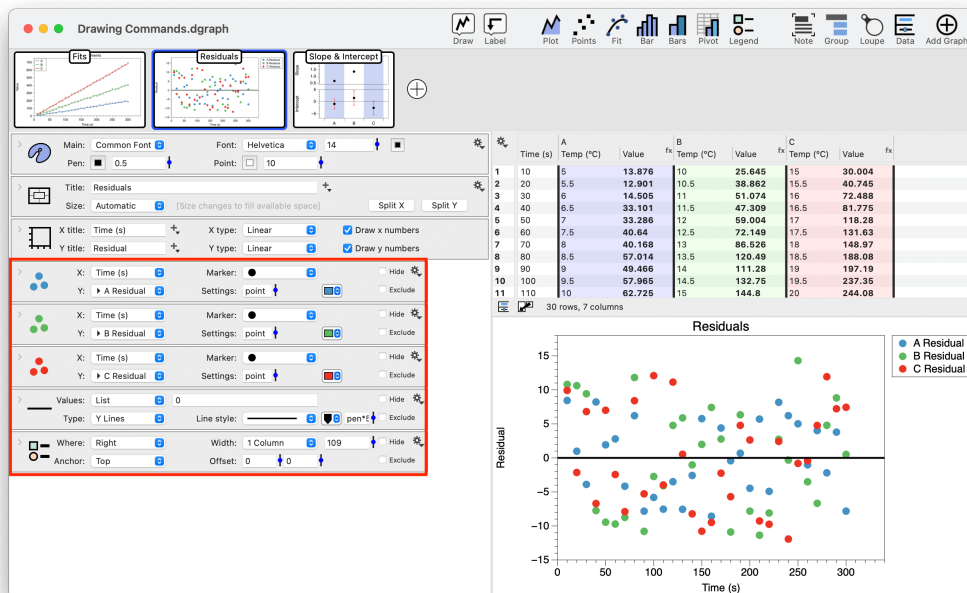 Drawing Commands.dgraph
Draw Label Plot Points Fit Bar Bars Pivot Legend Note Group Loupe Data Add Graph
Fits Residuals Slope & Intercept
Main: Common Font Font: Helvetica 14
Pen: 0.5 Point: 10
Title: Residuals
Size: Automatic [Size changes to fill available space] Split X Split Y
X title: Time (s) X type: Linear Draw x numbers
Y title: Residual Y type: Linear Draw y numbers
X: Time (s) Marker: Hide
Y: A Residual Settings: point Exclude
X: Time (s) Marker: Hide
Y: B Residual Settings: point Exclude
X: Time (s) Marker: Hide
Y: C Residual Settings: point Exclude
Values: List 0 Hide
Type: Y Lines Line style: Exclude
Where: Right Width: 1 Column 109 Hide
Anchor: Top Offset: 0 0 Exclude
A B C
Time (s) Temp (°C) Value fx Temp (°C) Value fx Temp (°C) Value fx
1 10 5 13.876 10 25.645 15 30.004
2 20 5.5 12.901 10.5 38.862 15.5 40.745
3 30 6 14.505 11 51.074 16 72.488
4 40 6.5 33.101 11.5 47.309 16.5 81.775
5 50 7 33.286 12 59.004 17 118.28
6 60 7.5 40.64 12.5 72.149 17.5 131.63
7 70 8 40.168 13 86.526 18 148.97
8 80 8.5 57.014 13.5 120.49 18.5 188.08
9 90 9 49.466 14 111.28 19 197.19
10 100 9.5 57.965 14.5 132.75 19.5 237.35
11 110 10 62.725 15 144.8 20 244.08
30 rows, 7 columns
Residuals
A Residual
B Residual
C Residual
Residual
15
10
5
0
−5
−10
−15
0 50 100 150 200 250 300
Time (s)